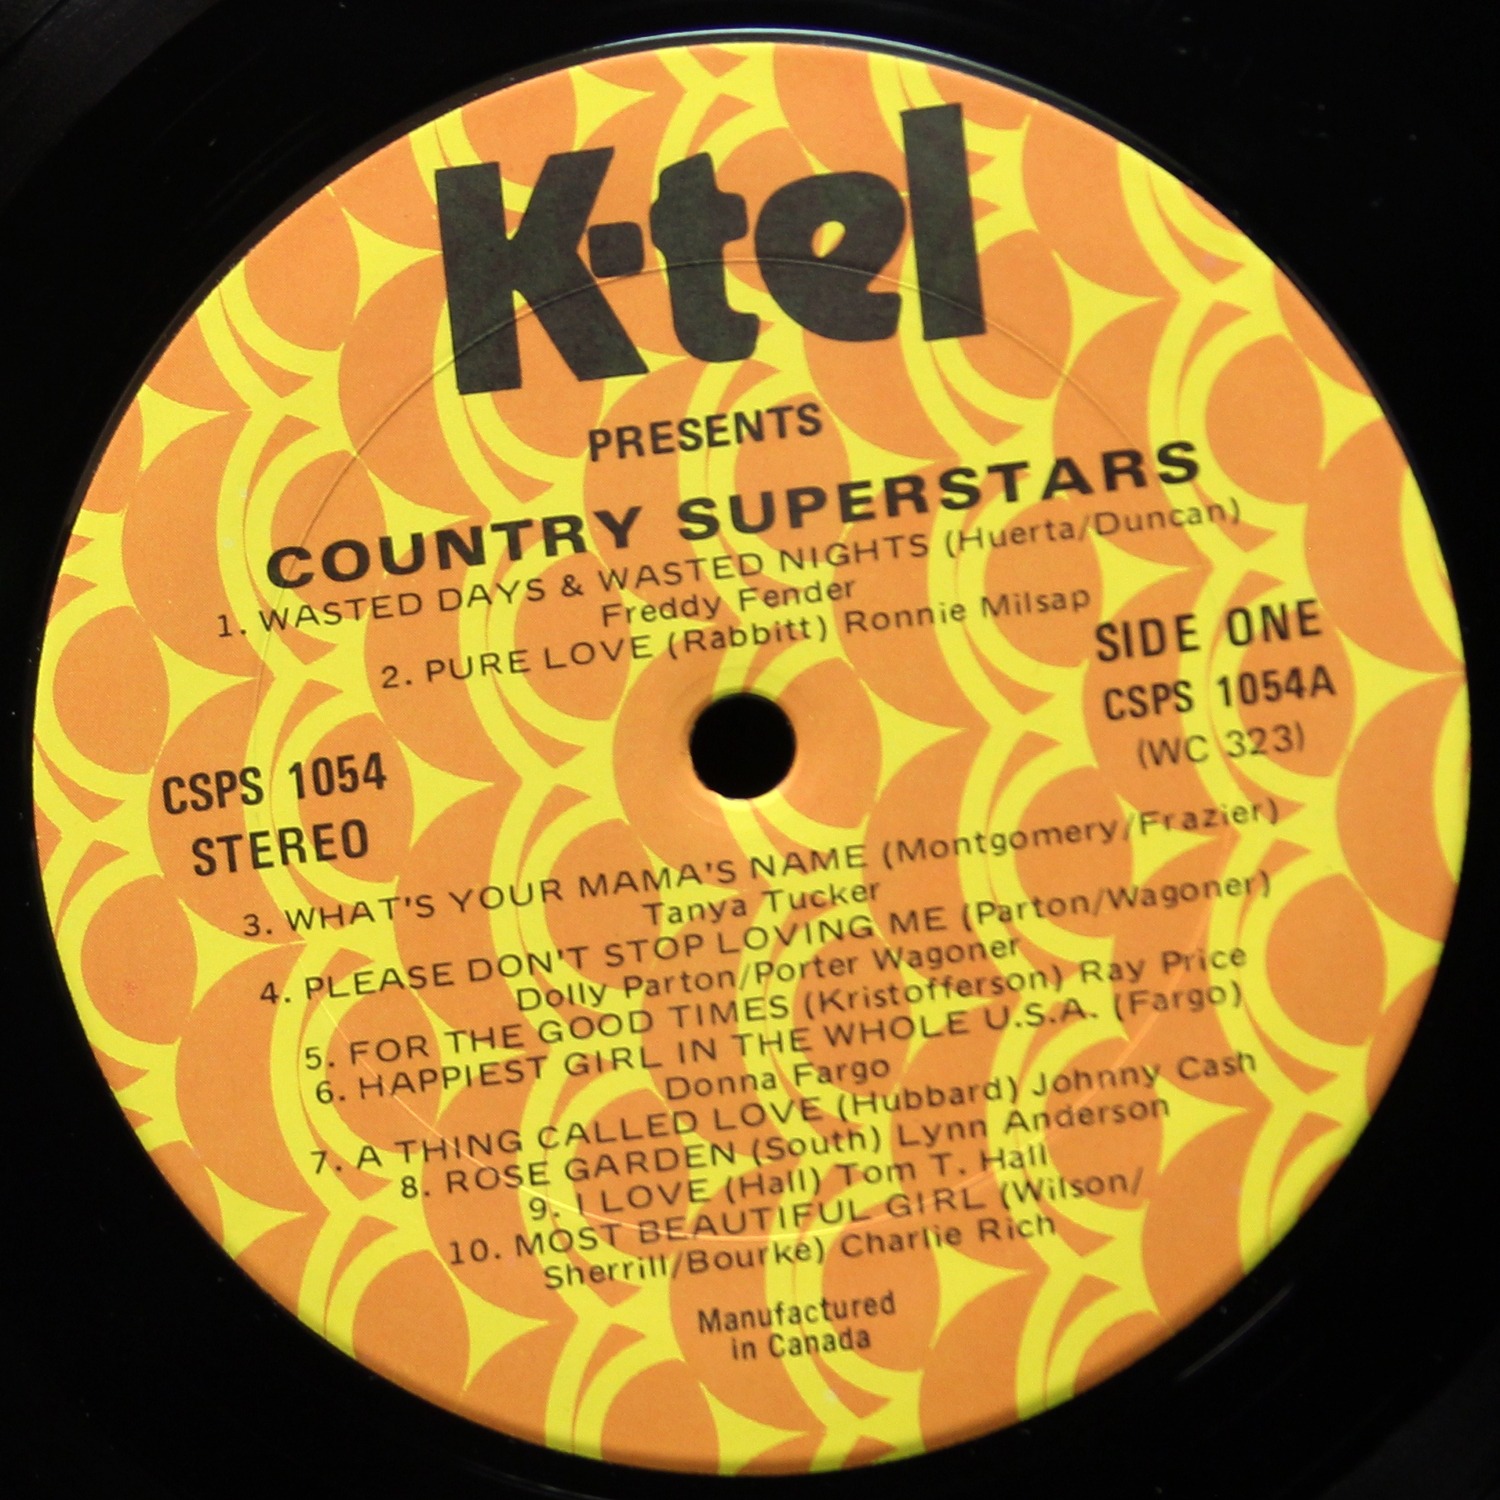 K-tel
PRESENTS
COUNTRY SUPERSTARS
1. WASTED DAYS & WASTED NIGHTS (Huerta/Duncan)
Freddy Fender
2. PURE LOVE (Rabbitt) Ronnie Milsap
SIDE ONE
CSPS 1054A
(WC 323)
CSPS 1054
STEREO
3. WHAT'S YOUR MAMA'S NAME (Montgomery/Frazier)
Tanya Tucker
4. PLEASE DON'T STOP LOVING ME (Parton/Wagoner)
Dolly Parton/Porter Wagoner
5. FOR THE GOOD TIMES (Kristofferson) Ray Price
6. HAPPIEST GIRL IN THE WHOLE U.S.A. (Fargo)
Donna Fargo
7. A THING CALLED LOVE (Hubbard) Johnny Cash
8. ROSE GARDEN (South) Lynn Anderson
9. I LOVE (Hall) Tom T. Hall
10. MOST BEAUTIFUL GIRL (Wilson/
Sherrill/Bourke) Charlie Rich
Manufactured
in Canada